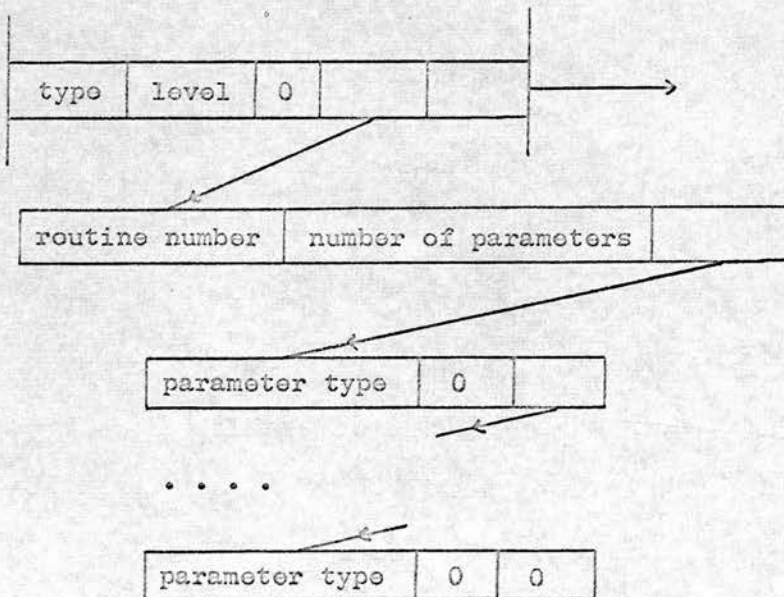 type level 0
routine number number of parameters
parameter type 0
. . . .
parameter type 0 0